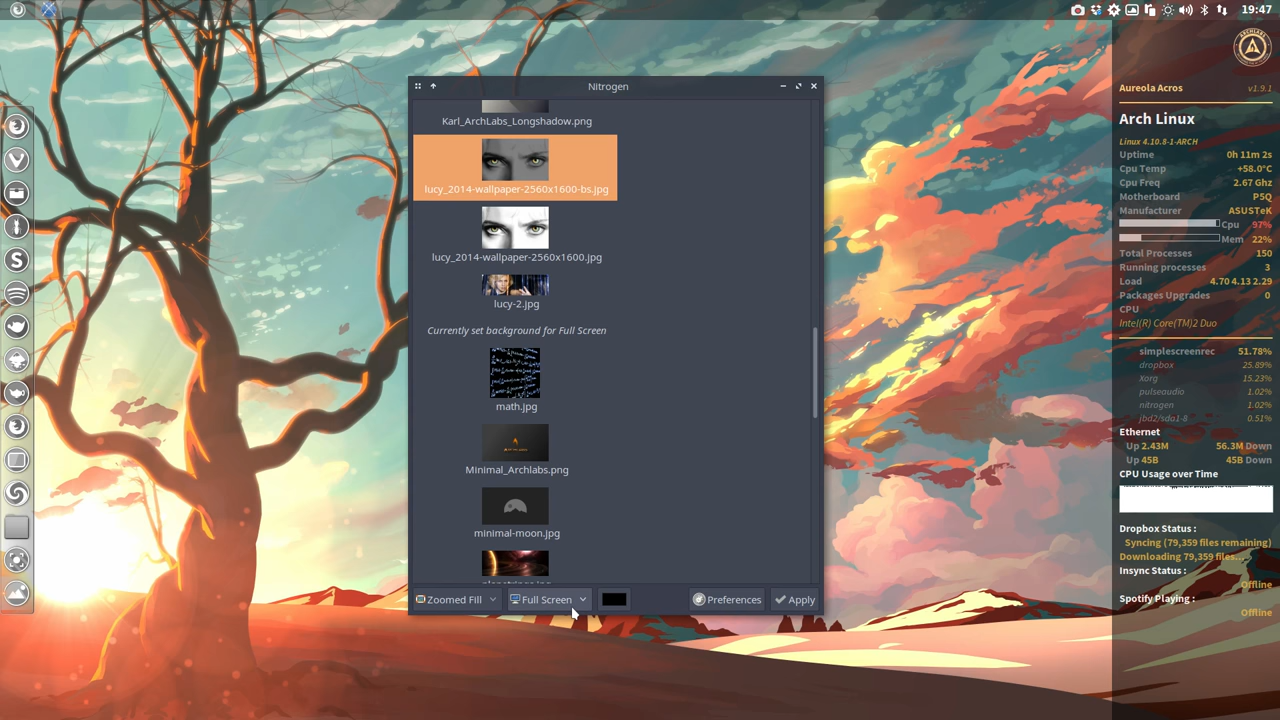 19:47
Nitrogen
Karl_ArchLabs_Longshadow.png
lucy_2014-wallpaper-2560x1600-bs.jpg
lucy_2014-wallpaper-2560x1600.jpg
lucy-2.jpg
Currently set background for Full Screen
math.jpg
Minimal_Archlabs.png
minimal-moon.jpg
Zoomed Fill
Full Screen
Preferences
Apply
Aureola Acros v1.9.1
Arch Linux
Linux 4.10.8-1-ARCH
Uptime 0h 11m 2s
Cpu Temp +58.0°C
Cpu Freq 2.67 Ghz
Motherboard P5Q
Manufacturer ASUSTeK
Cpu 97%
Mem 22%
Total Processes 150
Running processes 3
Load 4.70 4.13 2.29
Packages Upgrades 0
CPU
Intel(R) Core(TM)2 Duo
simplescreenrec 51.78%
dropbox 25.89%
Xorg 15.23%
pulseaudio 1.02%
nitrogen 1.02%
jbd2/sdo1-8 0.51%
Ethernet
Up 2.43M 56.3M Down
Up 45B 45B Down
CPU Usage over Time
Dropbox Status :
Syncing (79,359 files remaining)
Downloading 79,359 files...
Insync Status :
Offline
Spotify Playing :
Offline